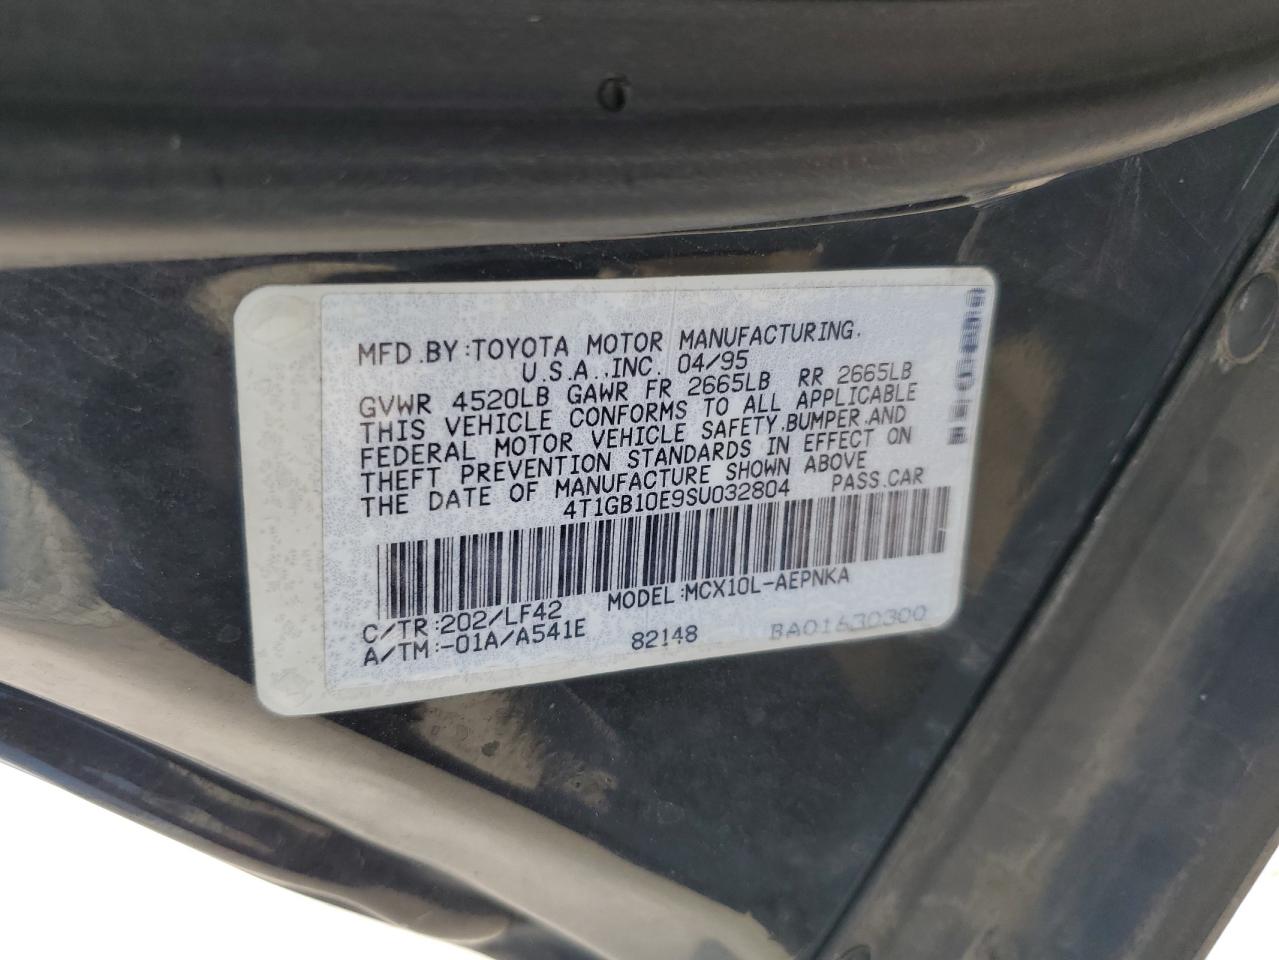 MFD.BY:TOYOTA MOTOR MANUFACTURING,
U.S.A.,INC. 04/95
GVWR 4520LB GAWR FR 2665LB RR 2665LB
THIS VEHICLE CONFORMS TO ALL APPLICABLE
FEDERAL MOTOR VEHICLE SAFETY,BUMPER,AND
THEFT PREVENTION STANDARDS IN EFFECT ON
THE DATE OF MANUFACTURE SHOWN ABOVE
4T1GB10E9SU032804 PASS.CAR
C/TR:202/LF42 MODEL:MCX10L-AEPNKA
A/TM:-01A/A541E 82148 BA01630300